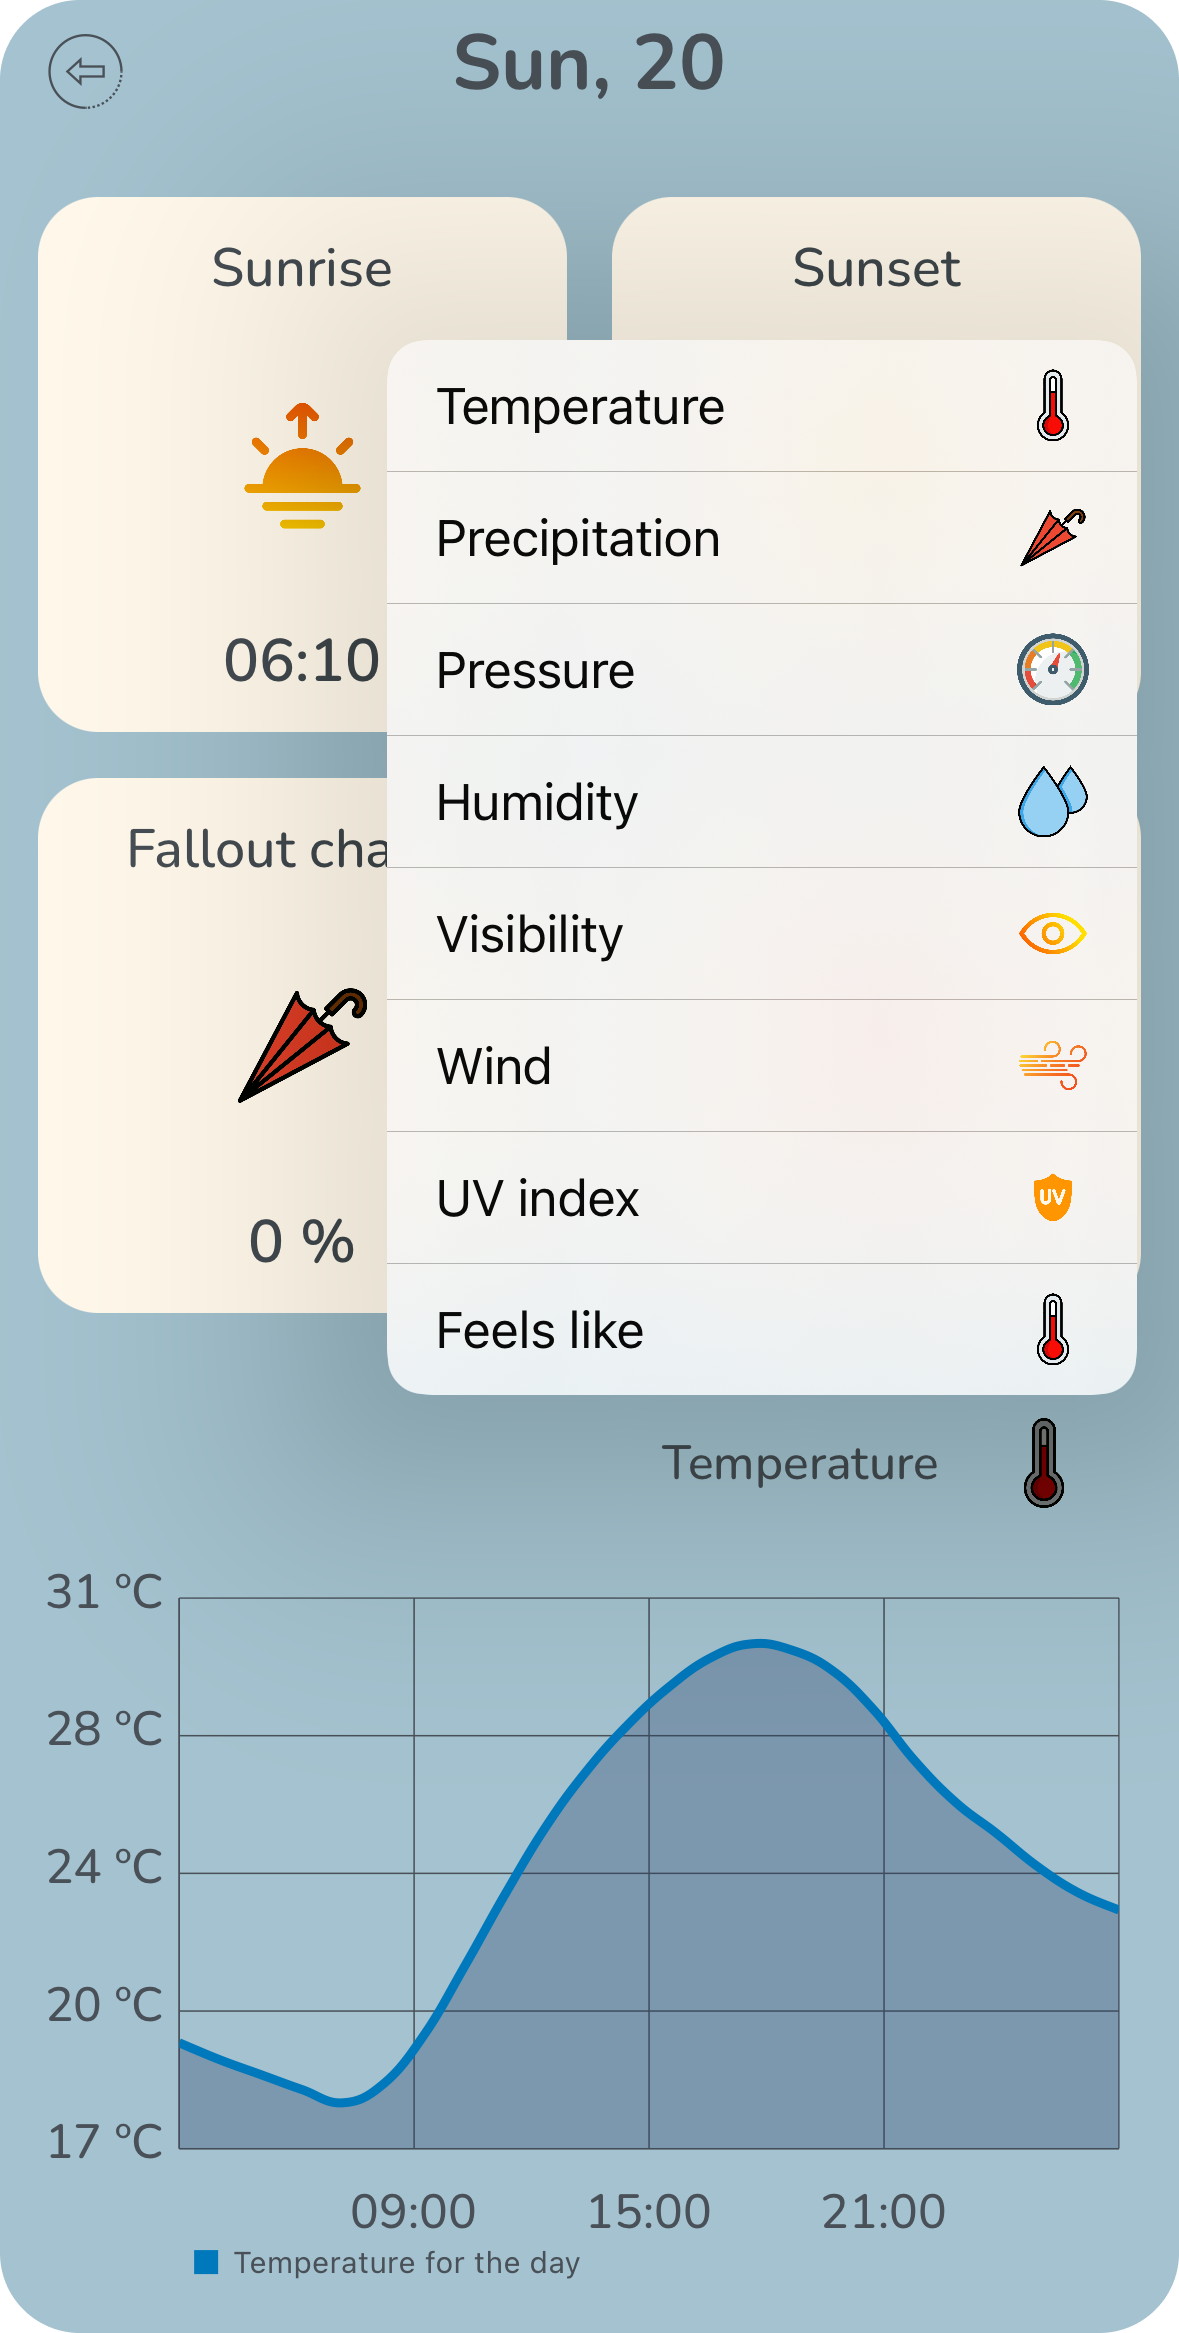 Sun, 20
Sunrise
Sunset
06:10
Fallout cha
0 %
Temperature
Precipitation
Pressure
Humidity
Visibility
Wind
UV index
UV
Feels like
Temperature
31 °C
28 °C
24 °C
20 °C
17 °C
09:00 15:00 21:00
Temperature for the day